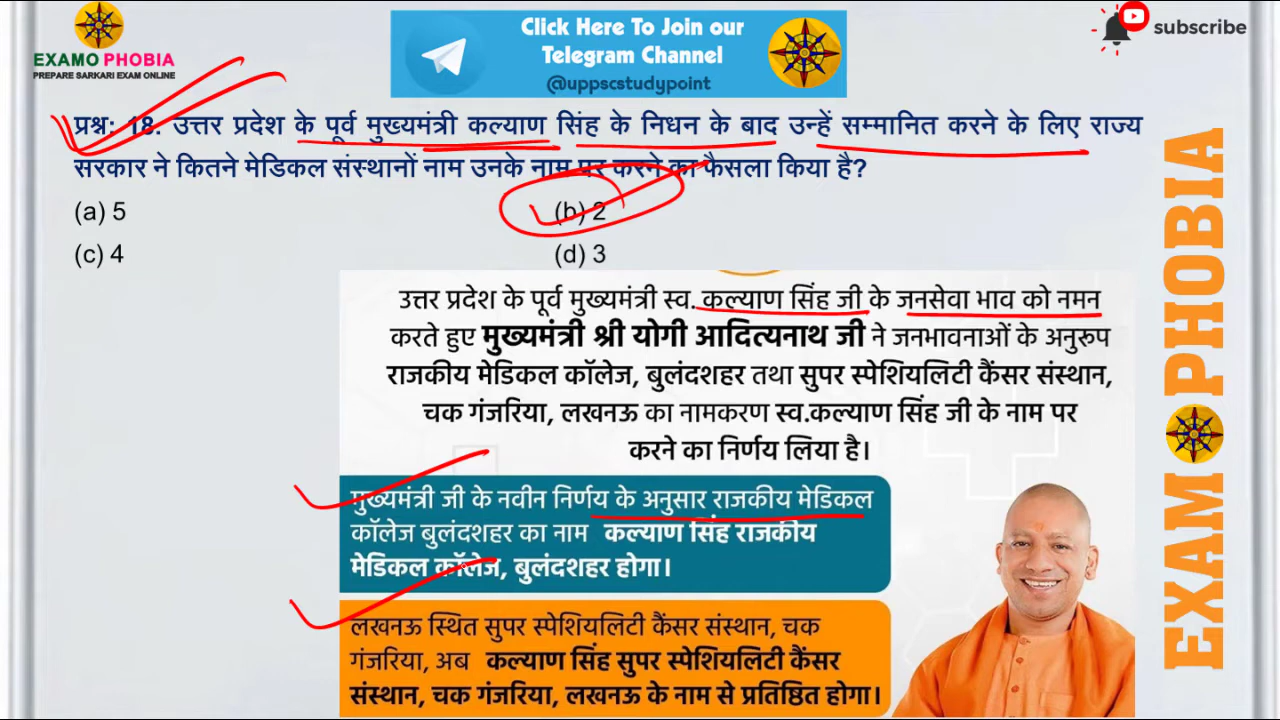 EXAMO PHOBIA
PREPARE SARKARI EXAM ONLINE
Click Here To Join our
Telegram Channel
@uppscstudypoint
subscribe
प्रश्न: 18: उत्तर प्रदेश के पूर्व मुख्यमंत्री कल्याण सिंह के निधन के बाद उन्हें सम्मानित करने के लिए राज्य
सरकार ने कितने मेडिकल संस्थानों नाम उनके नाम पर करने का फैसला किया है?
(a) 5
(b) 2
(c) 4
(d) 3
उत्तर प्रदेश के पूर्व मुख्यमंत्री स्व. कल्याण सिंह जी के जनसेवा भाव को नमन
करते हुए मुख्यमंत्री श्री योगी आदित्यनाथ जी ने जनभावनाओं के अनुरूप
राजकीय मेडिकल कॉलेज, बुलंदशहर तथा सुपर स्पेशियलिटी कैंसर संस्थान,
चक गंजरिया, लखनऊ का नामकरण स्व.कल्याण सिंह जी के नाम पर
करने का निर्णय लिया है।
मुख्यमंत्री जी के नवीन निर्णय के अनुसार राजकीय मेडिकल
कॉलेज बुलंदशहर का नाम कल्याण सिंह राजकीय
मेडिकल कॉलेज, बुलंदशहर होगा।
लखनऊ स्थित सुपर स्पेशियलिटी कैंसर संस्थान, चक
गंजरिया, अब कल्याण सिंह सुपर स्पेशियलिटी कैंसर
संस्थान, चक गंजरिया, लखनऊ के नाम से प्रतिष्ठित होगा।
EXAM PHOBIA